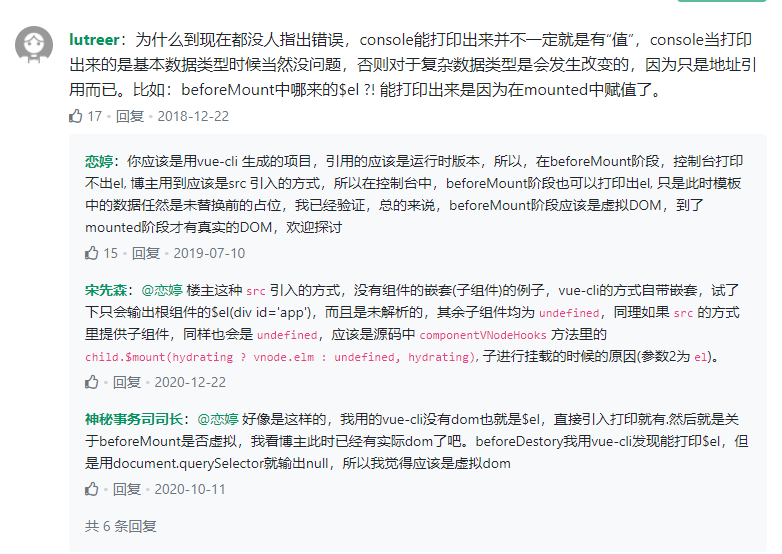 lutreer：为什么到现在都没人指出错误，console能打印出来并不一定就是有“值”，console当打印
出来的是基本数据类型时候当然没问题，否则对于复杂数据类型是会发生改变的，因为只是地址引
用而已。比如：beforeMount中哪来的$el ?! 能打印出来是因为在mounted中赋值了。
17 • 回复 • 2018-12-22
恋婷：你应该是用vue-cli 生成的项目，引用的应该是运行时版本，所以，在beforeMount阶段，控制台打印
不出el, 博主用到应该是src 引入的方式，所以在控制台中，beforeMount阶段也可以打印出el, 只是此时模板
中的数据任然是未替换前的占位，我已经验证，总的来说，beforeMount阶段应该是虚拟DOM，到了
mounted阶段才有真实的DOM，欢迎探讨
15 • 回复 • 2019-07-10
宋先森：@恋婷 楼主这种 src 引入的方式，没有组件的嵌套(子组件)的例子，vue-cli的方式自带嵌套，试了
下只会输出根组件的$el(div id='app')，而且是未解析的，其余子组件均为 undefined，同理如果 src 的方式
里提供子组件，同样也会是 undefined，应该是源码中 componentVNodeHooks 方法里的
child.$mount(hydrating ? vnode.elm : undefined, hydrating), 子进行挂载的时候的原因(参数2为 el)。
• 回复 • 2020-12-22
神秘事务司司长：@恋婷 好像是这样的，我用的vue-cli没有dom也就是$el，直接引入打印就有.然后就是关
于beforeMount是否虚拟，我看博主此时已经有实际dom了吧。beforeDestory我用vue-cli发现能打印$el，但
是用document.querySelector就输出null，所以我觉得应该是虚拟dom
• 回复 • 2020-10-11
共 6 条回复